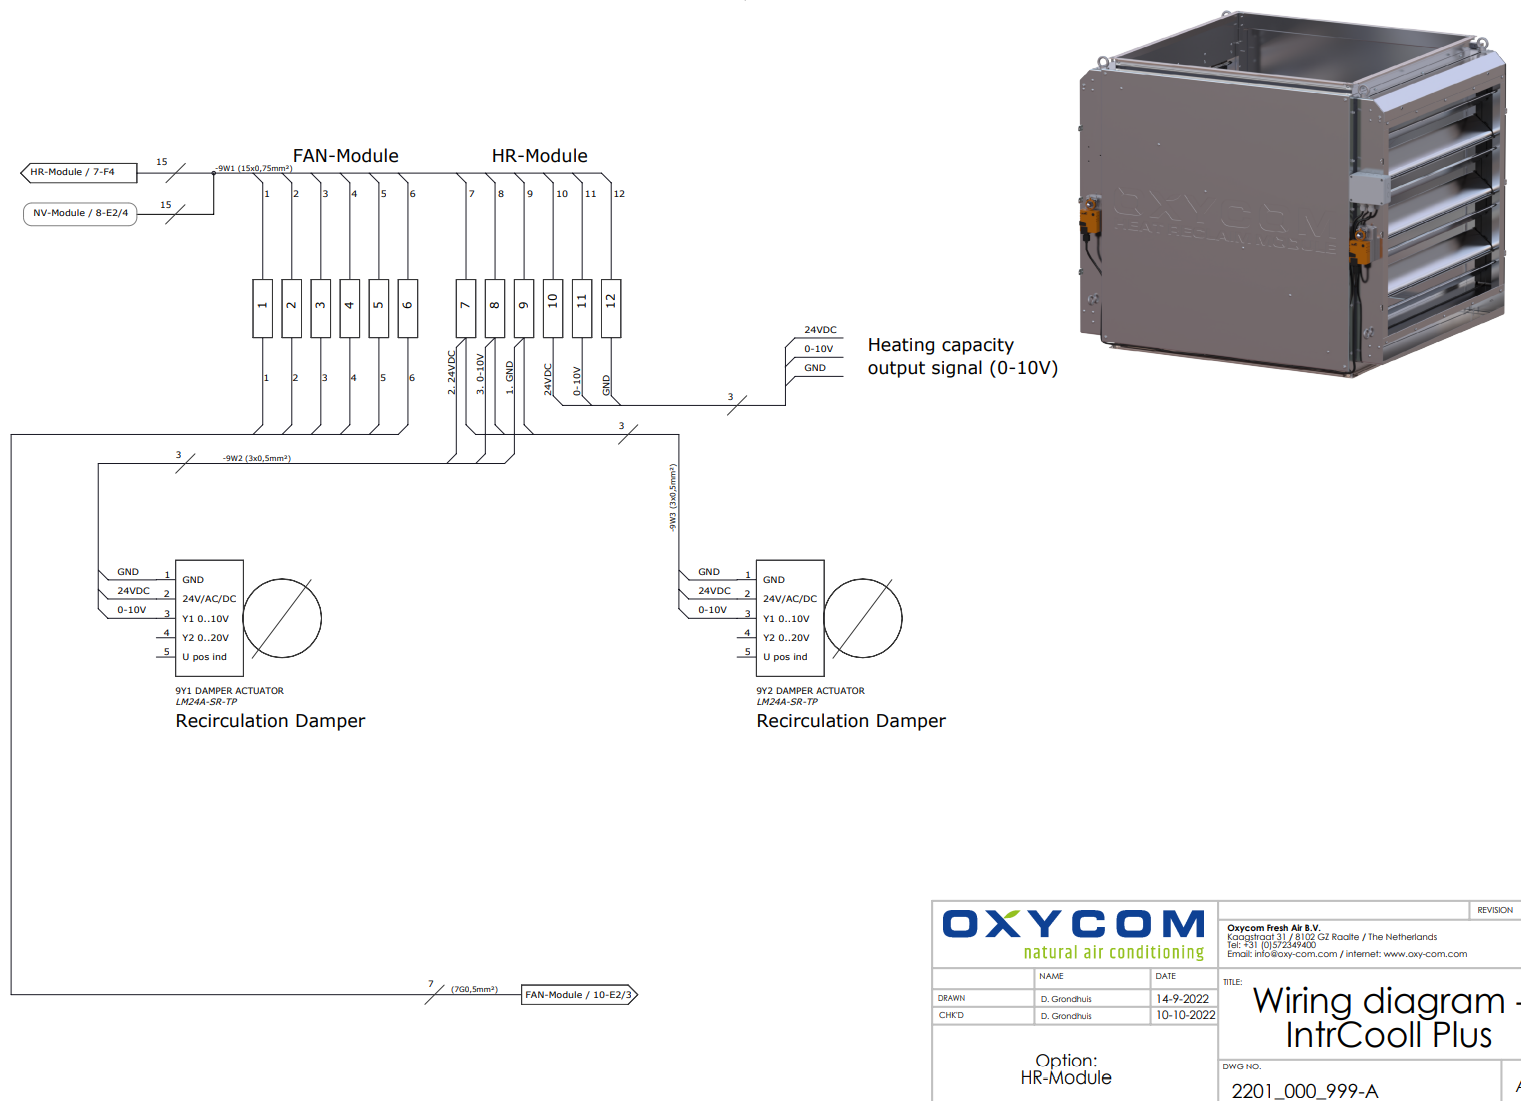 FAN-Module
HR-Module
HR-Module / 7-F4
15
-9W1 (15x0,75mm²)
NV-Module / 8-E2/4
15
1 2 3 4 5 6 7 8 9 10 11 12
1 2 3 4 5 6 7 8 9 10 11 12
1 2 3 4 5 6
2. 24VDC
3. 0-10V
1. GND
24VDC
0-10V
GND
24VDC
0-10V
GND
Heating capacity
output signal (0-10V)
3
3
3
-9W2 (3x0,5mm²)
-9W3 (3x0,5mm²)
GND 1 GND
24VDC 2 24V/AC/DC
0-10V 3 Y1 0..10V
4 Y2 0..20V
5 U pos ind
9Y1 DAMPER ACTUATOR
LM24A-SR-TP
Recirculation Damper
GND 1 GND
24VDC 2 24V/AC/DC
0-10V 3 Y1 0..10V
4 Y2 0..20V
5 U pos ind
9Y2 DAMPER ACTUATOR
LM24A-SR-TP
Recirculation Damper
7
(7G0,5mm²)
FAN-Module / 10-E2/3
OXYCOM
OXYCOM
natural air conditioning
REVISION
Oxycom Fresh Air B.V.
Kaagstraat 31 / 8102 GZ Raalte / The Netherlands
Tel: +31 (0)572349400
Email: info@oxy-com.com / internet: www.oxy-com.com
NAME DATE
DRAWN D. Grondhuis 14-9-2022
CHK'D D. Grondhuis 10-10-2022
TITLE:
Wiring diagram -
IntrCooll Plus
Option:
HR-Module
DWG NO.
2201_000_999-A